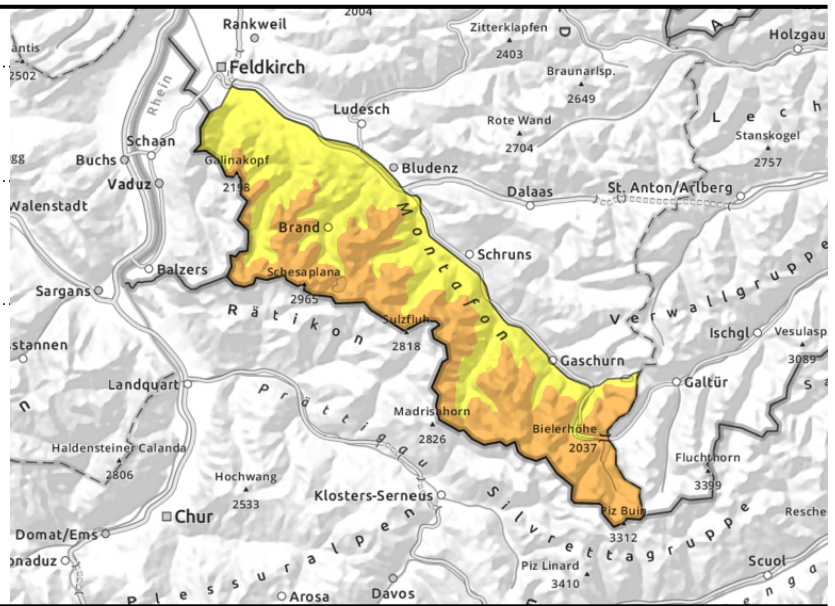 Rankweil
2004
D
A
Zitterklapfen
2403
Holzgau
antis
2502
Feldkirch
Braunarlsp.
2649
Rhein
Ludesch
Rote Wand
2704
L e c h
Stanskogel
2757
Schaan
Buchs
Galinakopf
2198
Bludenz
Vaduz
Dalaas
St. Anton/Arlberg
Walenstadt
Brand
Montafon
Schruns
Balzers
Schesaplana
2965
Sargans
Rätikon
Sulzfluh
2818
Verwallgruppe
Ischgl
Vesulasp
3089
stannen
Gaschurn
Landquart
Galtür
S a
n
Prättigau
Madrisahorn
2826
Bielerhöhe
2037
Haldensteiner Calanda
2806
Hochwang
2533
Fluchthorn
3399
Klosters-Serneus
Silvrettagruppe
Chur
Piz Buin
3312
Resche
Domat/Ems
onaduz
Plessuralpen
Piz Linard
3410
Scuol
Arosa
Davos
e n g a